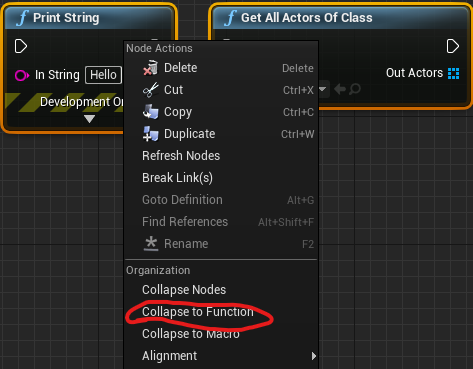 Print String
Get All Actors Of Class
In String Hello
Out Actors
Development On
Node Actions
Delete Delete
Cut Ctrl+X
Copy Ctrl+C
Duplicate Ctrl+W
Refresh Nodes
Break Link(s)
Goto Definition Alt+G
Find References Alt+Shift+F
Rename F2
Organization
Collapse Nodes
Collapse to Function
Collapse to Macro
Alignment